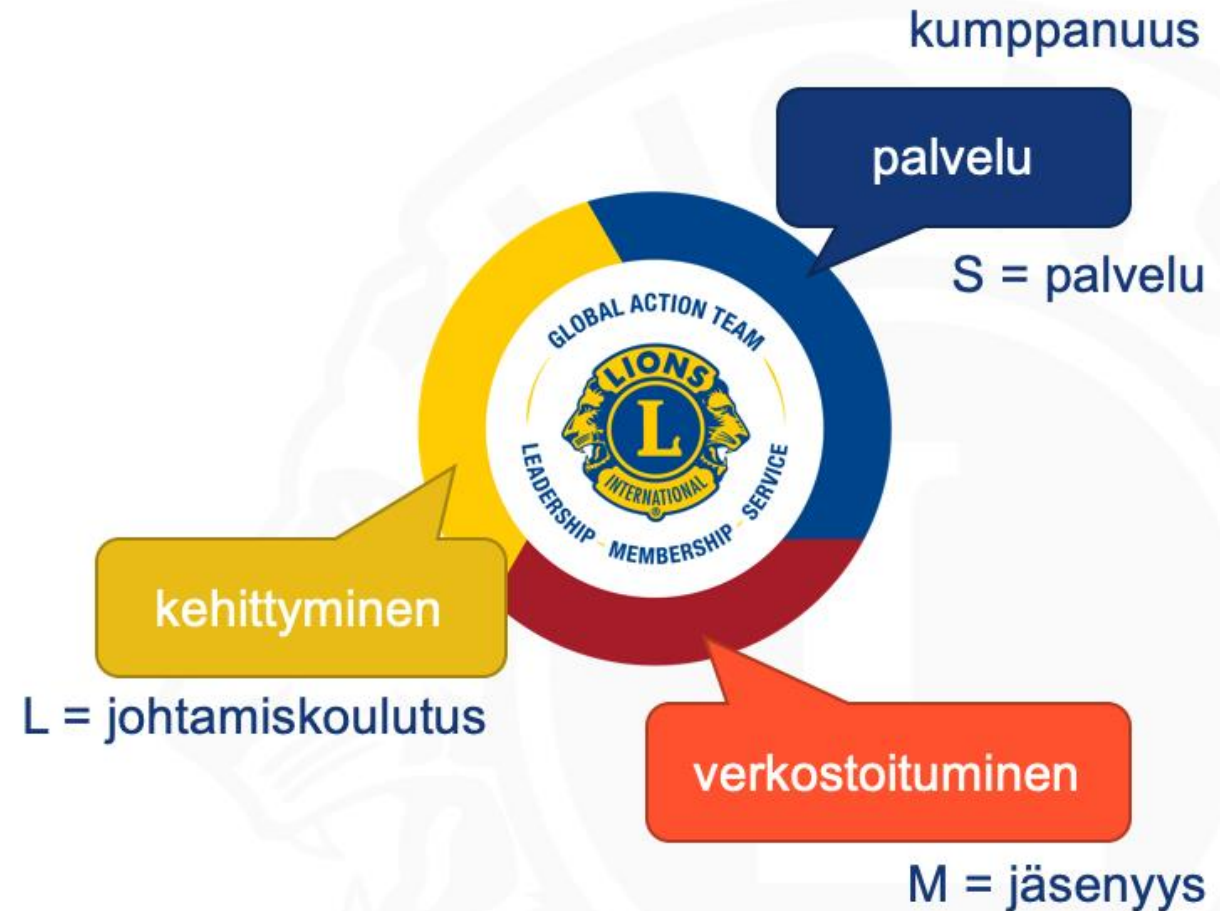 kumppanuus
palvelu
S = palvelu
GLOBAL ACTION TEAM
LIONS
L
INTERNATIONAL
®
LEADERSHIP - MEMBERSHIP - SERVICE
kehittyminen
L = johtamiskoulutus
verkostoituminen
M = jäsenyys